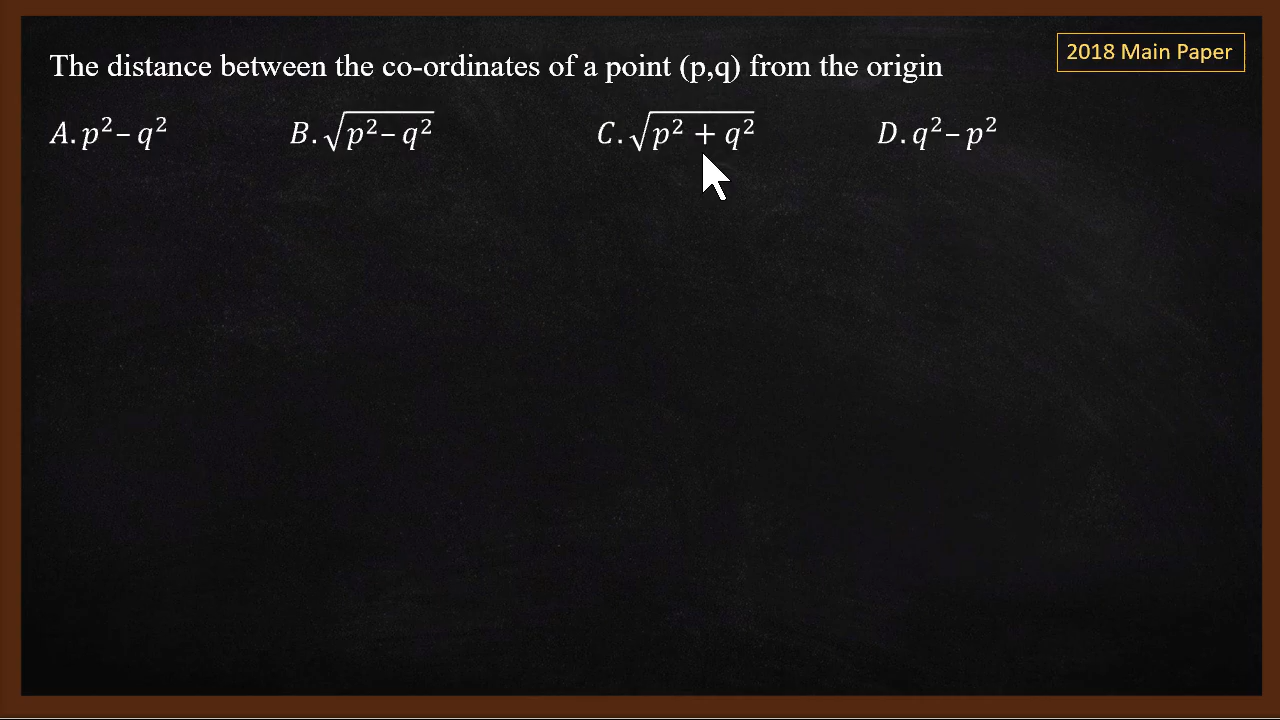 The distance between the co-ordinates of a point (p,q) from the origin
2018 Main Paper
A. p² – q² B. √(p² – q²) C. √(p² + q²) D. q² – p²